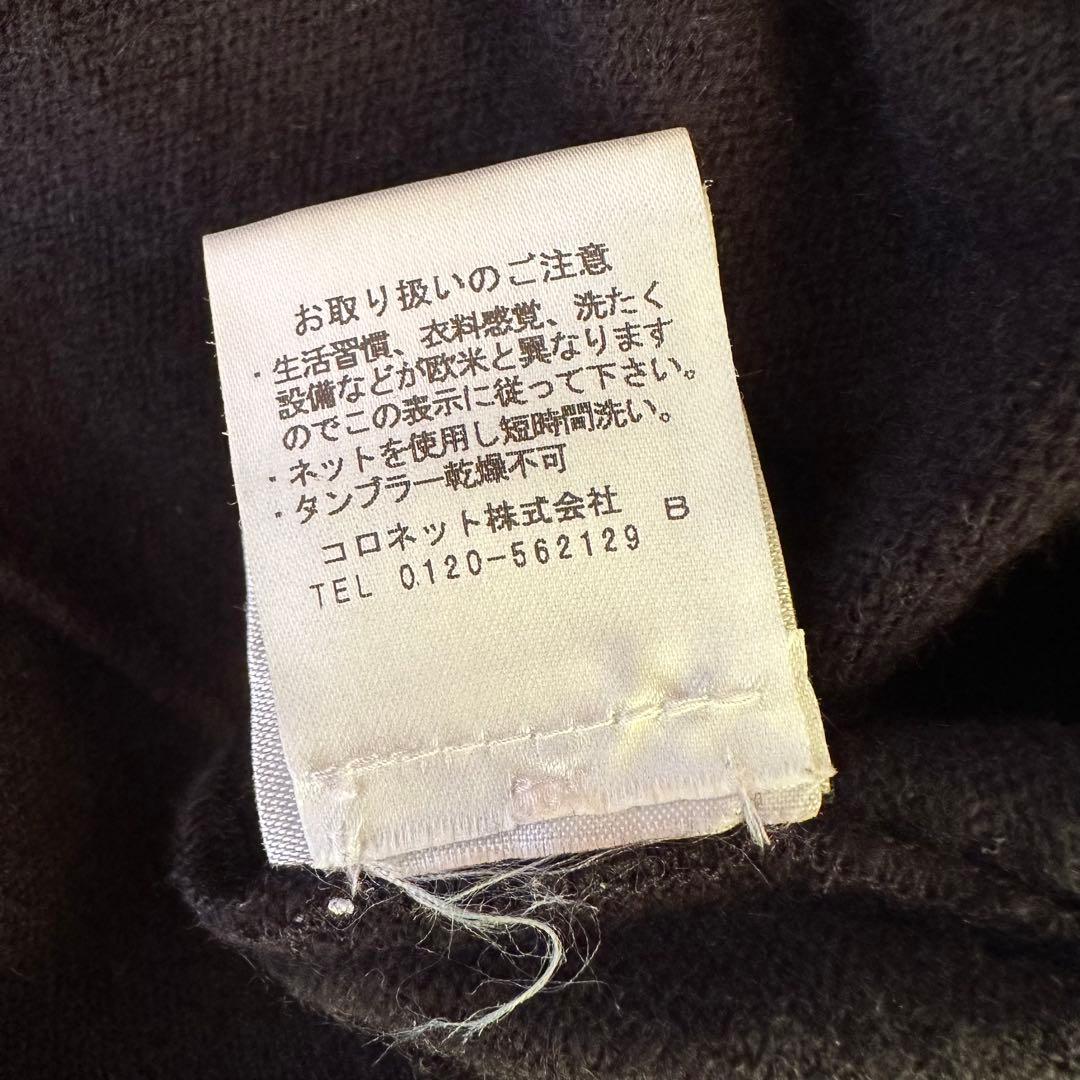 お取り扱いのご注意
・生活習慣、衣料感覚、洗たく
設備などが欧米と異なります
のでこの表示に従って下さい。
・ネットを使用し短時間洗い。
・タンブラー乾燥不可
コロネット株式会社 B
TEL 0120-562129